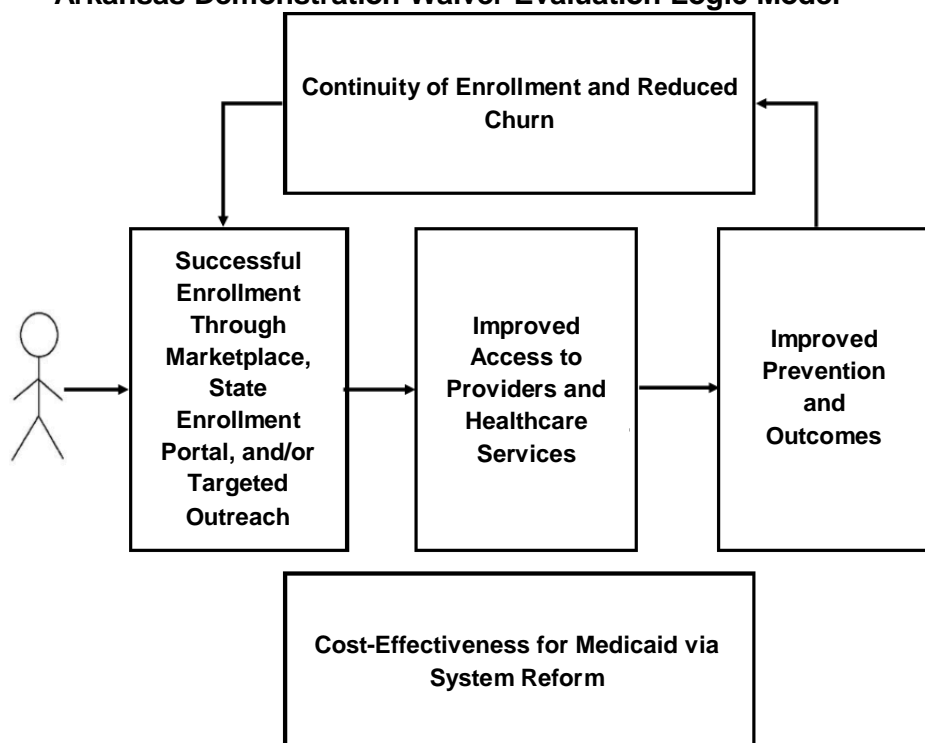 Arkansas Demonstration Waiver Evaluation Logic Model
Continuity of Enrollment and Reduced
Churn
Successful
Enrollment
Through
Marketplace,
State
Enrollment
Portal, and/or
Targeted
Outreach
Improved
Access to
Providers and
Healthcare
Services
Improved
Prevention
and
Outcomes
Cost-Effectiveness for Medicaid via
System Reform